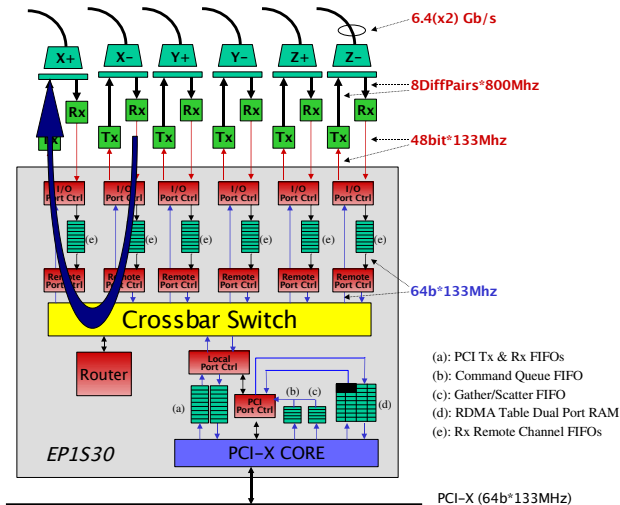 6.4(x2) Gb/s
X+ X- Y+ Y- Z+ Z-
8DiffPairs*800Mhz
Rx Rx Rx Rx Rx Rx
Tx Tx Tx Tx Tx Tx
48bit*133Mhz
I/O Port Ctrl
I/O Port Ctrl
I/O Port Ctrl
I/O Port Ctrl
I/O Port Ctrl
I/O Port Ctrl
(e) (e) (e) (e) (e) (e)
Remote Port Ctrl
Remote Port Ctrl
Remote Port Ctrl
Remote Port Ctrl
Remote Port Ctrl
Remote Port Ctrl
64b*133Mhz
Crossbar Switch
Router
Local
Port Ctrl
(a)
PCI
Port Ctrl
(b) (c)
(d)
(a): PCI Tx & Rx FIFOs
(b): Command Queue FIFO
(c): Gather/Scatter FIFO
(d): RDMA Table Dual Port RAM
(e): Rx Remote Channel FIFOs
EP1S30
PCI-X CORE
PCI-X (64b*133MHz)